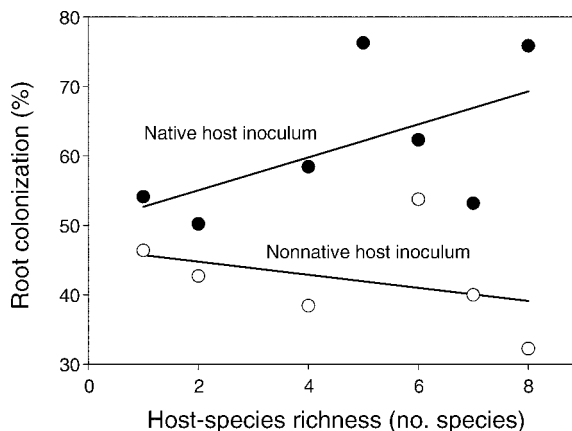 80
70
60
50
40
30
Root colonization (%)
Native host inoculum
Nonnative host inoculum
0 2 4 6 8
Host-species richness (no. species)